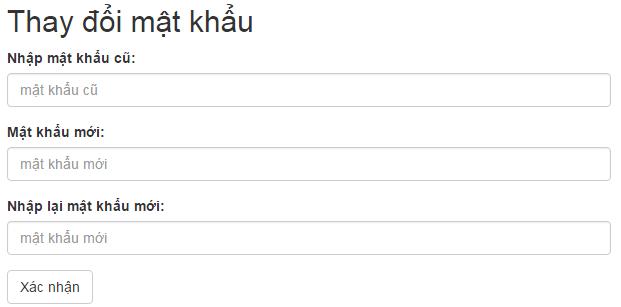 Thay đổi mật khẩu
Nhập mật khẩu cũ:
mật khẩu cũ
Mật khẩu mới:
mật khẩu mới
Nhập lại mật khẩu mới:
mật khẩu mới
Xác nhận